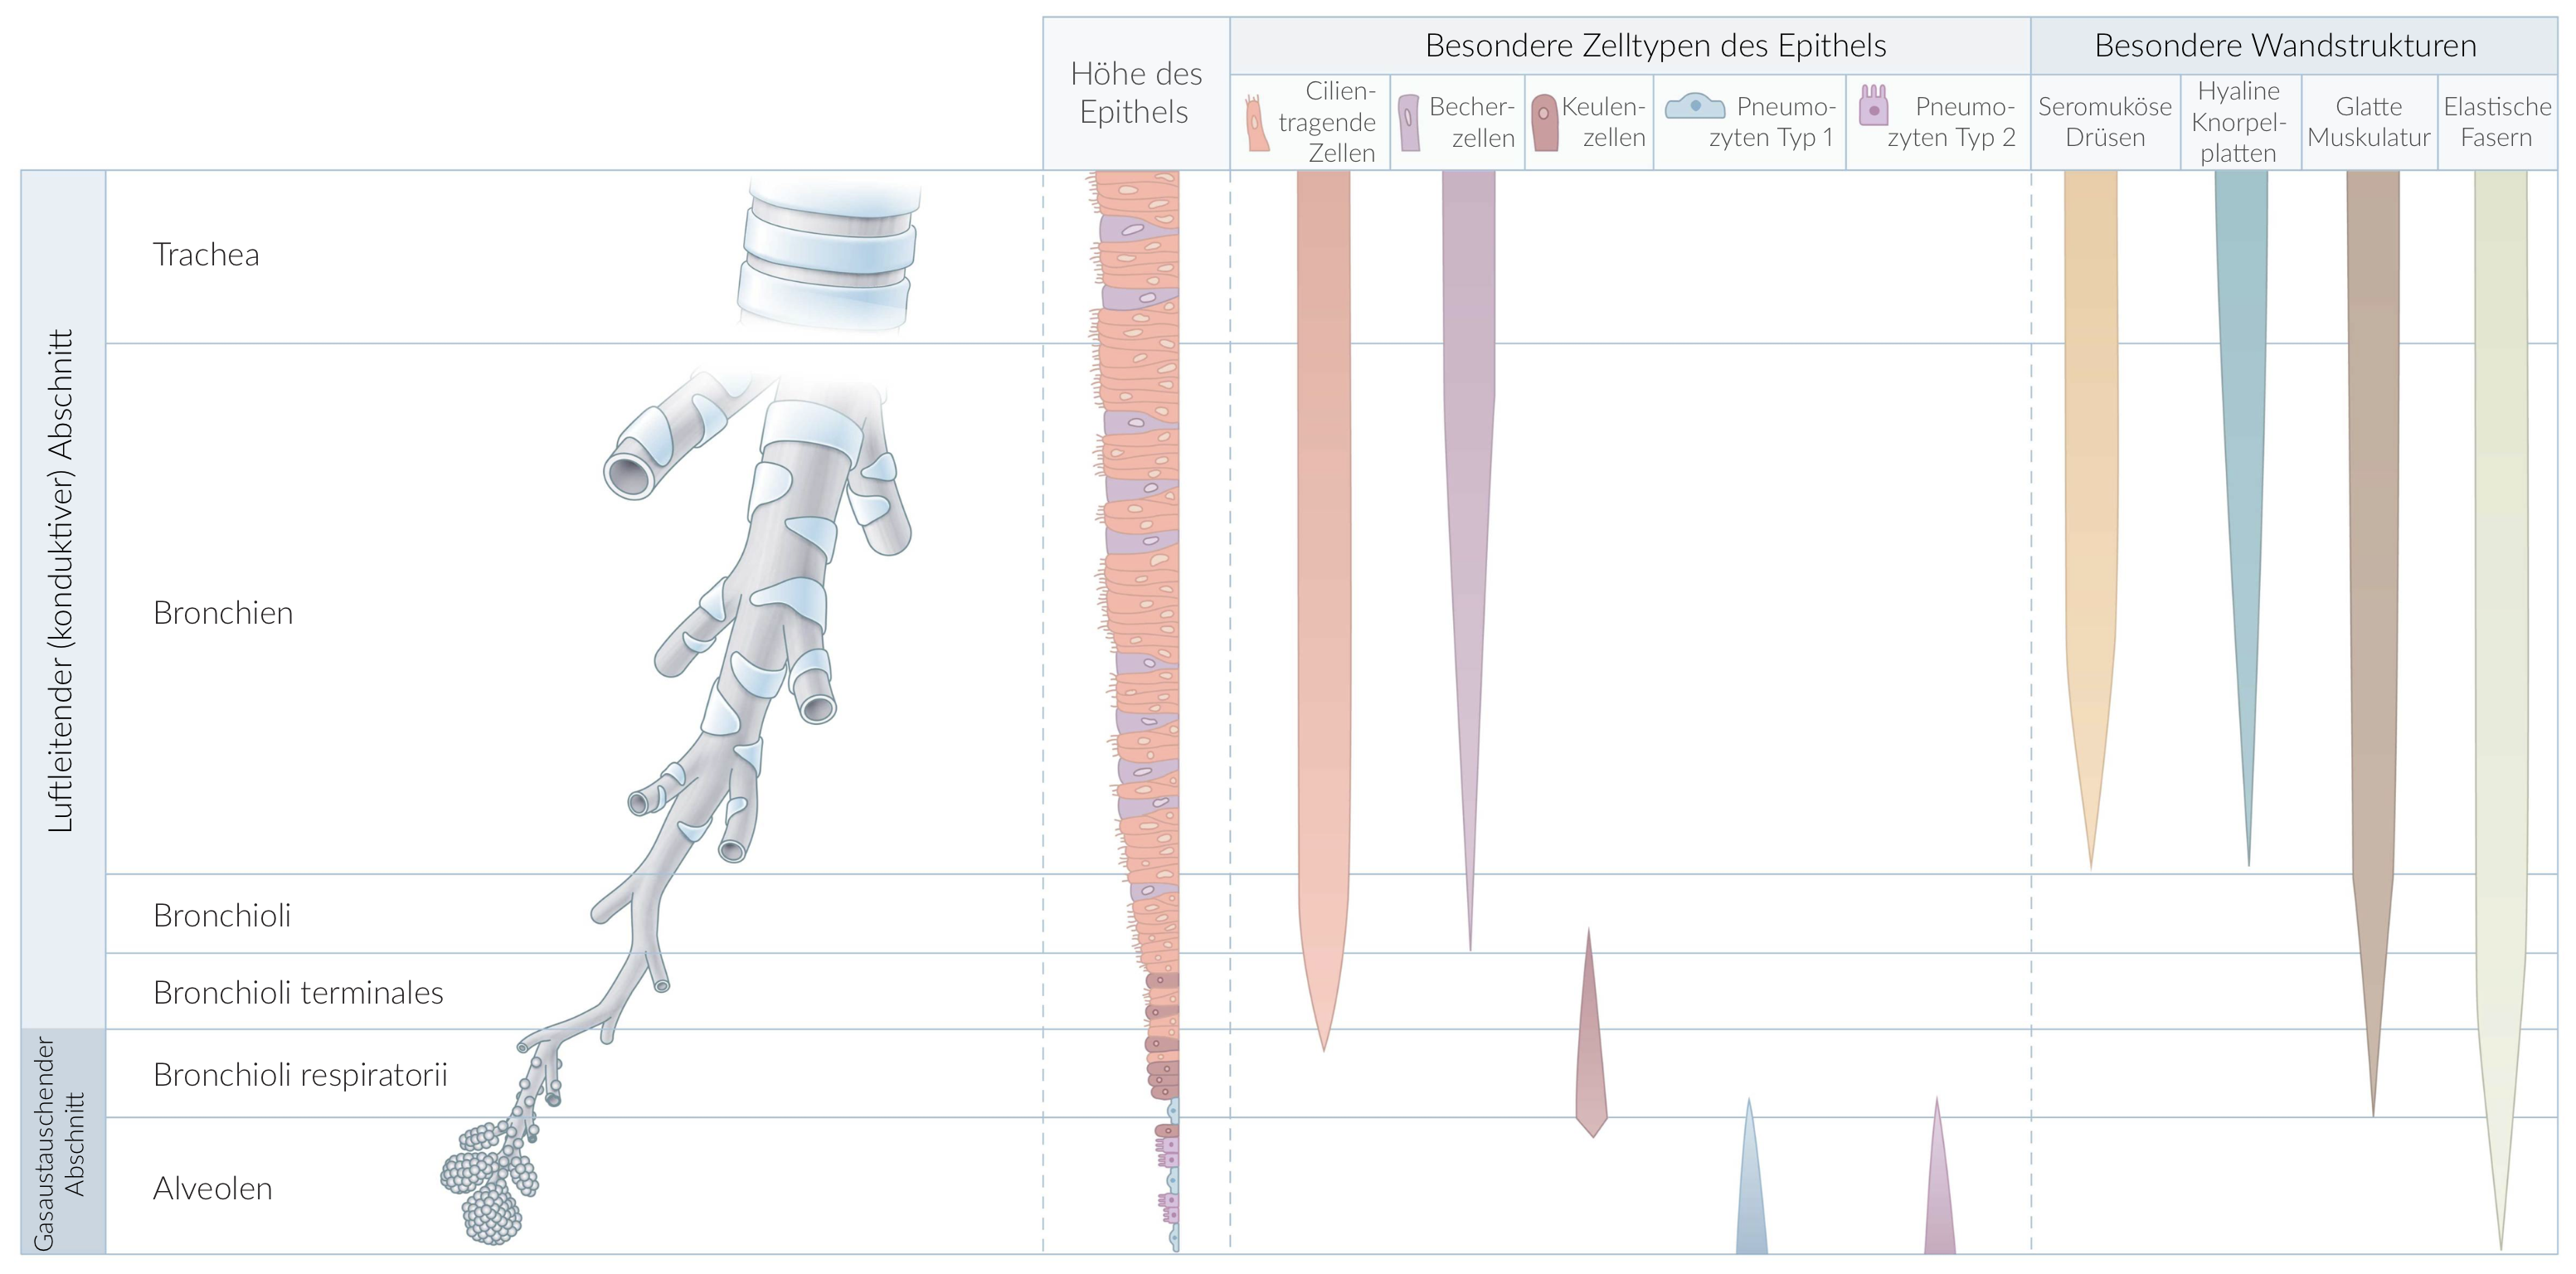 Höhe des
Epithels
Besondere Zelltypen des Epithels
Besondere Wandstrukturen
Cilien-
tragende
Zellen
Becher-
zellen
Keulen-
zellen
Pneumo-
zyten Typ 1
Pneumo-
zyten Typ 2
Seromuköse
Drüsen
Hyaline
Knorpel-
platten
Glatte
Muskulatur
Elastische
Fasern
Luftleitender (konduktiver) Abschnitt
Trachea
Bronchien
Bronchioli
Bronchioli terminales
Gasaustauschender
Abschnitt
Bronchioli respiratorii
Alveolen